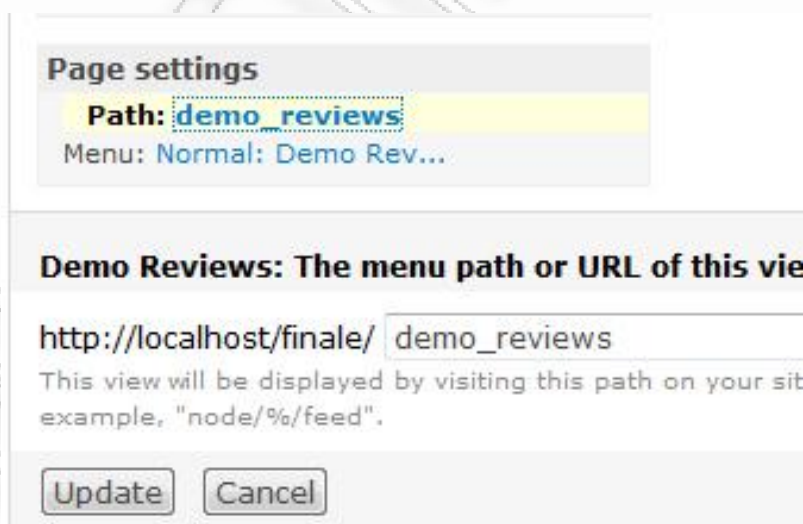 Page settings
Path: demo_reviews
Menu: Normal: Demo Rev...
Demo Reviews: The menu path or URL of this vie
http://localhost/finale/ demo_reviews
This view will be displayed by visiting this path on your sit
example, "node/%/feed".
Update Cancel